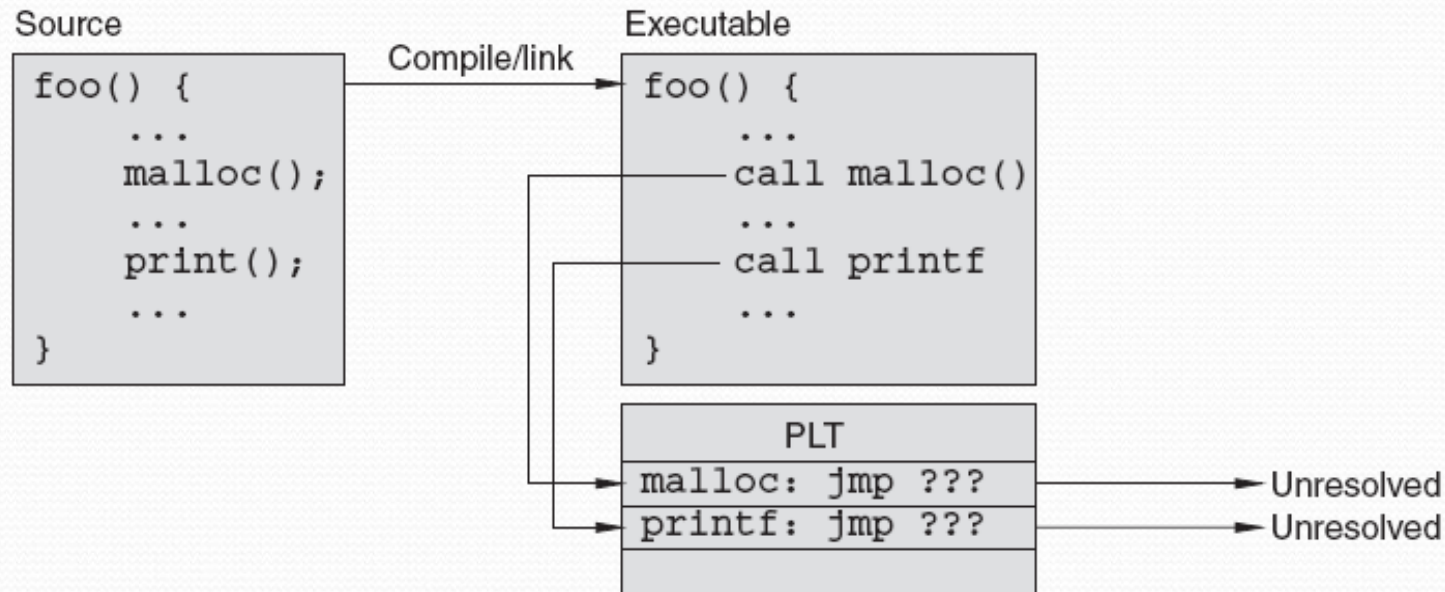 Source
foo() {
...
malloc();
...
print();
...
}
Compile/link
Executable
foo() {
...
call malloc()
...
call printf
...
}
PLT
malloc: jmp ???
printf: jmp ???
Unresolved
Unresolved